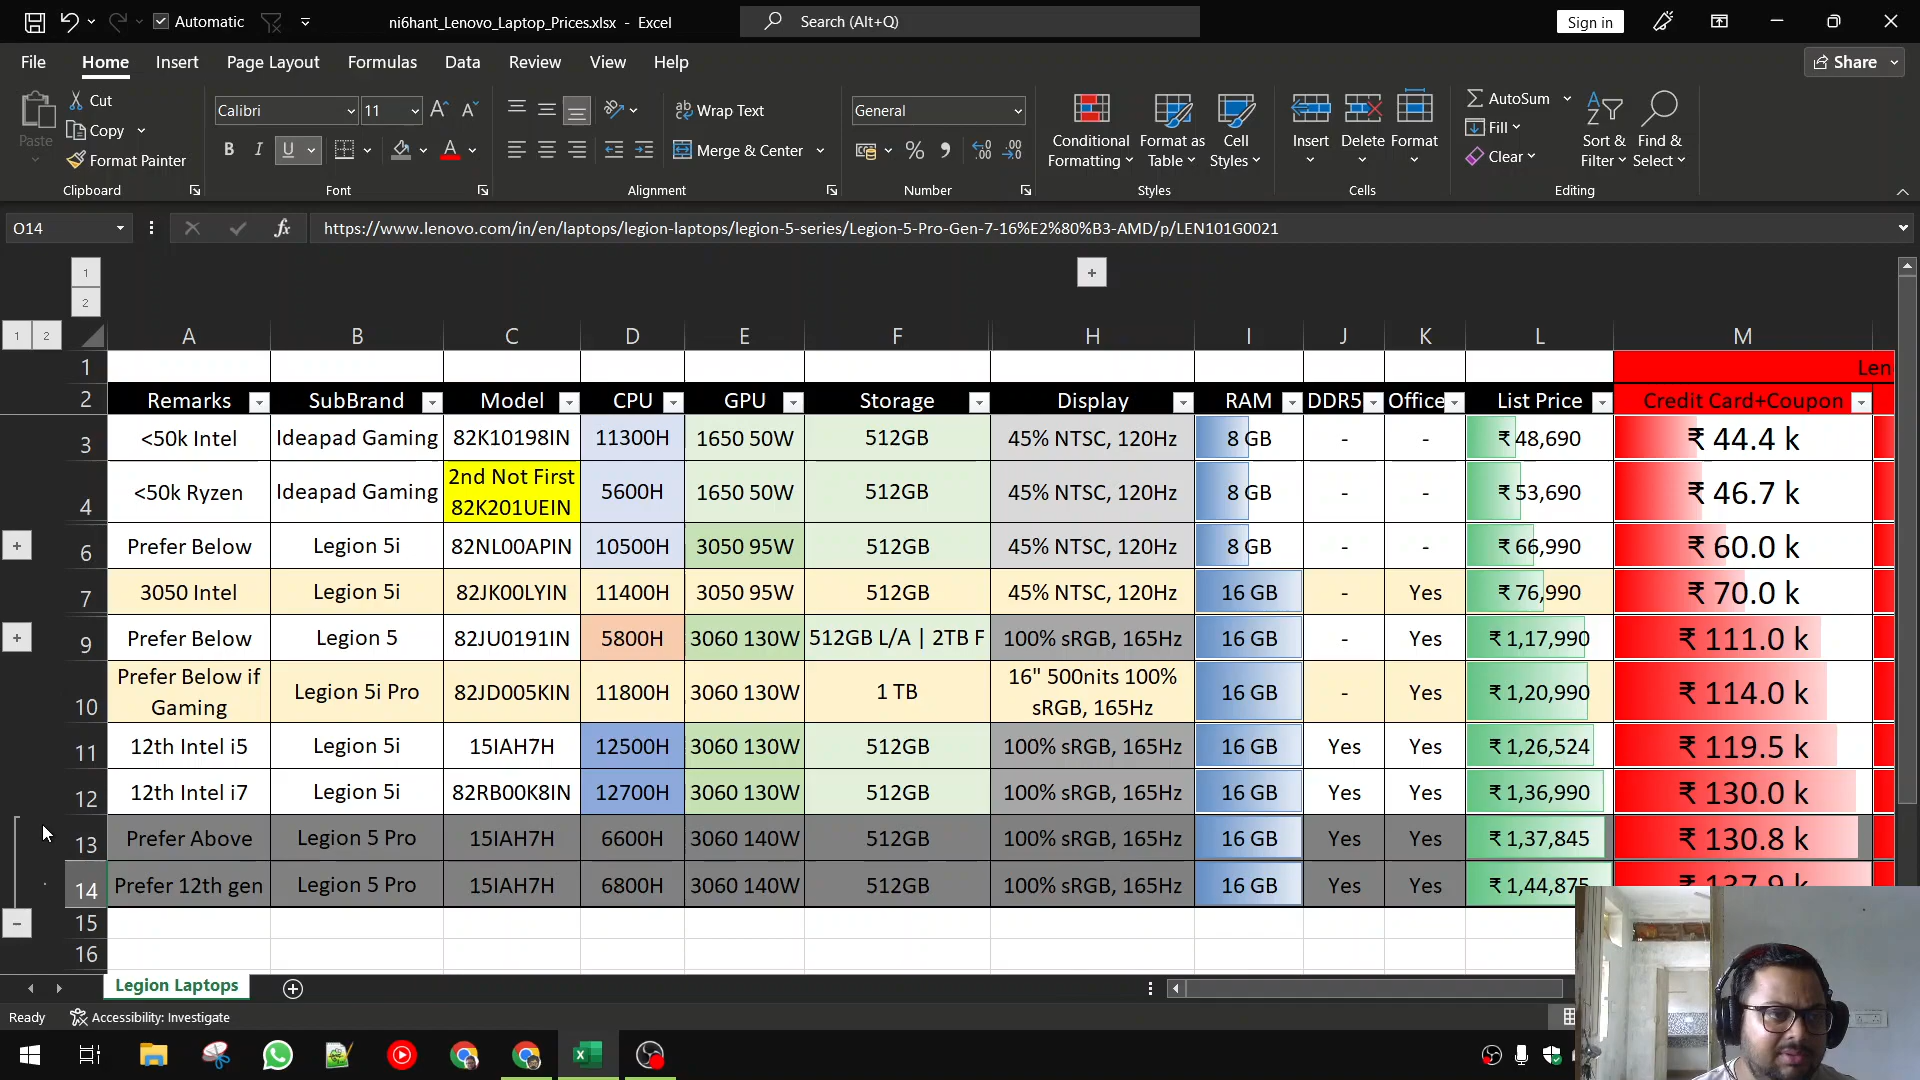 Automatic
ni6hant_Lenovo_Laptop_Prices.xlsx - Excel
Search (Alt+Q)
Sign in
File Home Insert Page Layout Formulas Data Review View Help
Share
Paste
Cut
Copy
Format Painter
Clipboard
Calibri 11
B I U
A
Font
Wrap Text
Merge & Center
Alignment
General
%
Number
Conditional Formatting
Format as Table
Cell Styles
Styles
Insert Delete Format
Cells
AutoSum
Fill
Clear
Sort & Filter
Find & Select
Editing
O14
fx
https://www.lenovo.com/in/en/laptops/legion-laptops/legion-5-series/Legion-5-Pro-Gen-7-16%E2%80%B3-AMD/p/LEN101G0021
1
2
1 2
A B C D E F H I J K L M
1 Len
2 Remarks SubBrand Model CPU GPU Storage Display RAM DDR5 Office List Price Credit Card+Coupon
3 <50k Intel Ideapad Gaming 82K10198IN 11300H 1650 50W 512GB 45% NTSC, 120Hz 8 GB - - ₹ 48,690 ₹ 44.4 k
4 <50k Ryzen Ideapad Gaming 2nd Not First 82K201UEIN 5600H 1650 50W 512GB 45% NTSC, 120Hz 8 GB - - ₹ 53,690 ₹ 46.7 k
6 Prefer Below Legion 5i 82NL00APIN 10500H 3050 95W 512GB 45% NTSC, 120Hz 8 GB - - ₹ 66,990 ₹ 60.0 k
7 3050 Intel Legion 5i 82JK00LYIN 11400H 3050 95W 512GB 45% NTSC, 120Hz 16 GB - Yes ₹ 76,990 ₹ 70.0 k
9 Prefer Below Legion 5 82JU0191IN 5800H 3060 130W 512GB L/A | 2TB F 100% sRGB, 165Hz 16 GB - Yes ₹ 1,17,990 ₹ 111.0 k
10 Prefer Below if Gaming Legion 5i Pro 82JD005KIN 11800H 3060 130W 1 TB 16" 500nits 100% sRGB, 165Hz 16 GB - Yes ₹ 1,20,990 ₹ 114.0 k
11 12th Intel i5 Legion 5i 15IAH7H 12500H 3060 130W 512GB 100% sRGB, 165Hz 16 GB Yes Yes ₹ 1,26,524 ₹ 119.5 k
12 12th Intel i7 Legion 5i 82RB00K8IN 12700H 3060 130W 512GB 100% sRGB, 165Hz 16 GB Yes Yes ₹ 1,36,990 ₹ 130.0 k
13 Prefer Above Legion 5 Pro 15IAH7H 6600H 3060 140W 512GB 100% sRGB, 165Hz 16 GB Yes Yes ₹ 1,37,845 ₹ 130.8 k
14 Prefer 12th gen Legion 5 Pro 15IAH7H 6800H 3060 140W 512GB 100% sRGB, 165Hz 16 GB Yes Yes ₹ 1,44,875 ₹ 137.9 k
15
16
Legion Laptops
Ready
Accessibility: Investigate